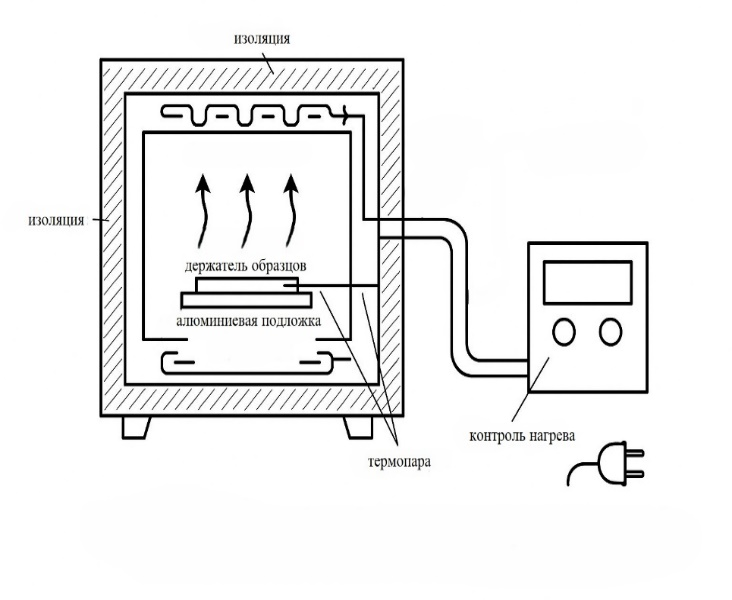 изоляция
изоляция
держатель образцов
алюминиевая подложка
контроль нагрева
термопара